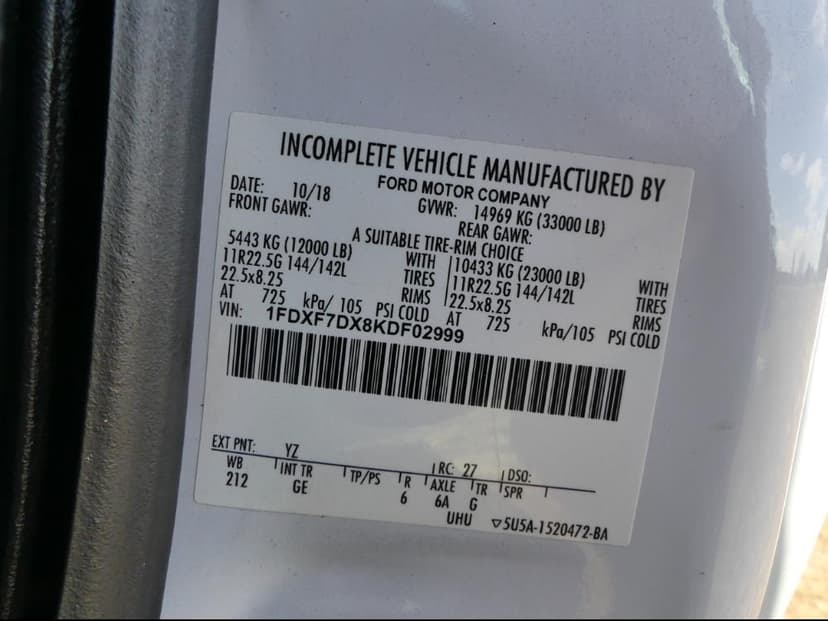 INCOMPLETE VEHICLE MANUFACTURED BY
FORD MOTOR COMPANY
DATE: 10/18 GVWR: 14969 KG (33000 LB)
FRONT GAWR: REAR GAWR:
A SUITABLE TIRE-RIM CHOICE
5443 KG (12000 LB) WITH 10433 KG (23000 LB) WITH
11R22.5G 144/142L TIRES 11R22.5G 144/142L TIRES
22.5x8.25 RIMS 22.5x8.25 RIMS
AT 725 kPa/ 105 PSI COLD AT 725 kPa/105 PSI COLD
VIN: 1FDXF7DX8KDF02999
EXT PNT: YZ RC: 27 DSO:
WB INT TR TP/PS R AXLE TR SPR
212 GE 6 6A G
UHU ▽5U5A-1520472-BA